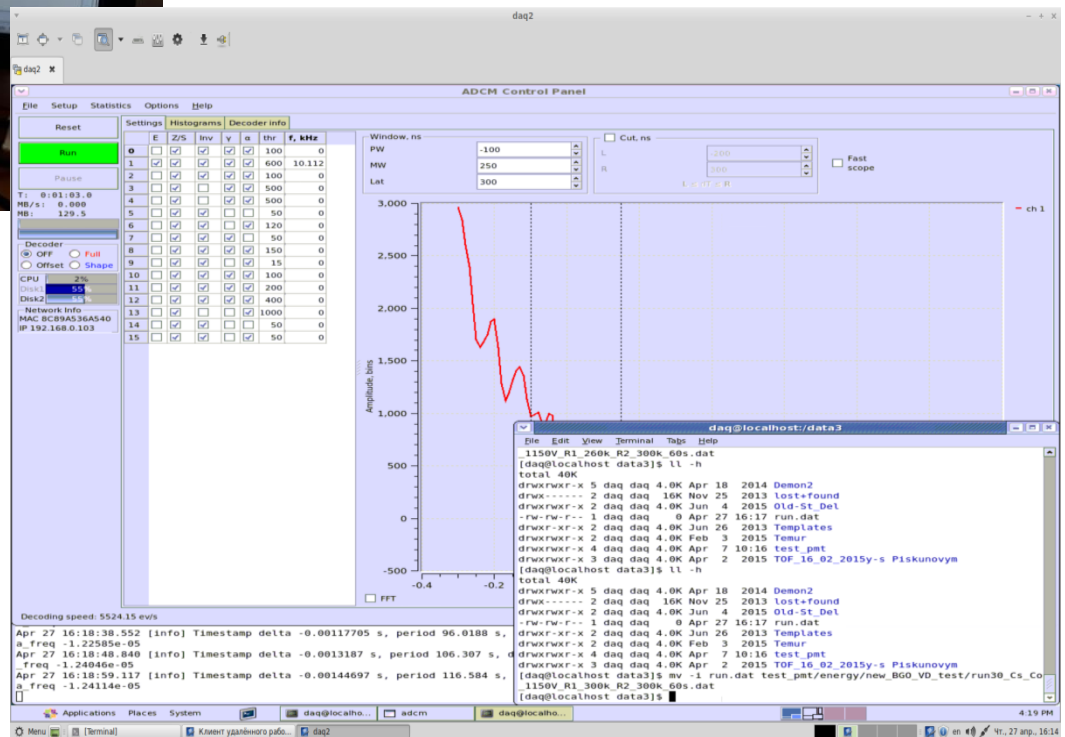 daq2
daq2
ADCM Control Panel
File Setup Statistics Options Help
Reset
Run
Pause
T: 0:01:03.0
MB/s: 0.000
MB: 129.5
Decoder
OFF Full
Offset Shape
CPU 2%
Disk1 55%
Disk2 55%
Network Info
MAC 8C89A536A540
IP 192.168.0.103
Settings Histograms Decoder info
E Z/S Inv γ α thr f, kHz
0 100 0
1 600 10.112
2 100 0
3 500 0
4 500 0
5 50 0
6 120 0
7 50 0
8 150 0
9 15 0
10 100 0
11 200 0
12 400 0
13 1000 0
14 50 0
15 50 0
Window, ns
PW -100
MW 250
Lat 300
Cut, ns
L -200
R 200
L < dT < R
Fast scope
ch 1
Amplitude, bins
3,000
2,500
2,000
1,500
1,000
500
0
-500
-0.4 -0.2
FFT
Decoding speed: 5524.15 ev/s
Apr 27 16:18:38.552 [info] Timestamp delta -0.00117705 s, period 96.0188 s,
a_freq -1.22585e-05
Apr 27 16:18:48.840 [info] Timestamp delta -0.0013187 s, period 106.307 s, d
_freq -1.24046e-05
Apr 27 16:18:59.117 [info] Timestamp delta -0.00144697 s, period 116.584 s,
a_freq -1.24114e-05
daq@localhost:/data3
File Edit View Terminal Tabs Help
_1150V_R1_260k_R2_300k_60s.dat
[daq@localhost data3]$ ll -h
total 40K
drwxrwxr-x 5 daq daq 4.0K Apr 18 2014 Demon2
drwx------ 2 daq daq 16K Nov 25 2013 lost+found
drwxrwxr-x 2 daq daq 4.0K Jun 4 2015 Old-St_Del
-rw-rw-r-- 1 daq daq 0 Apr 27 16:17 run.dat
drwxr-xr-x 2 daq daq 4.0K Jun 26 2013 Templates
drwxrwxr-x 2 daq daq 4.0K Feb 3 2015 Temur
drwxrwxr-x 4 daq daq 4.0K Apr 7 10:16 test_pmt
drwxrwxr-x 3 daq daq 4.0K Apr 2 2015 TOF_16_02_2015y-s Piskunovym
[daq@localhost data3]$ ll -h
total 40K
drwxrwxr-x 5 daq daq 4.0K Apr 18 2014 Demon2
drwx------ 2 daq daq 16K Nov 25 2013 lost+found
drwxrwxr-x 2 daq daq 4.0K Jun 4 2015 Old-St_Del
-rw-rw-r-- 1 daq daq 0 Apr 27 16:17 run.dat
drwxr-xr-x 2 daq daq 4.0K Jun 26 2013 Templates
drwxrwxr-x 2 daq daq 4.0K Feb 3 2015 Temur
drwxrwxr-x 4 daq daq 4.0K Apr 7 10:16 test_pmt
drwxrwxr-x 3 daq daq 4.0K Apr 2 2015 TOF_16_02_2015y-s Piskunovym
[daq@localhost data3]$ mv -i run.dat test_pmt/energy/new_BGO_VD_test/run30_Cs_Co
_1150V_R1_300k_R2_300k_60s.dat
[daq@localhost data3]$
Applications Places System daq@localho... adcm daq@localho... 4:19 PM
Menu [Terminal] Клиент удалённого рабо... daq2 en Чт., 27 апр., 16:14